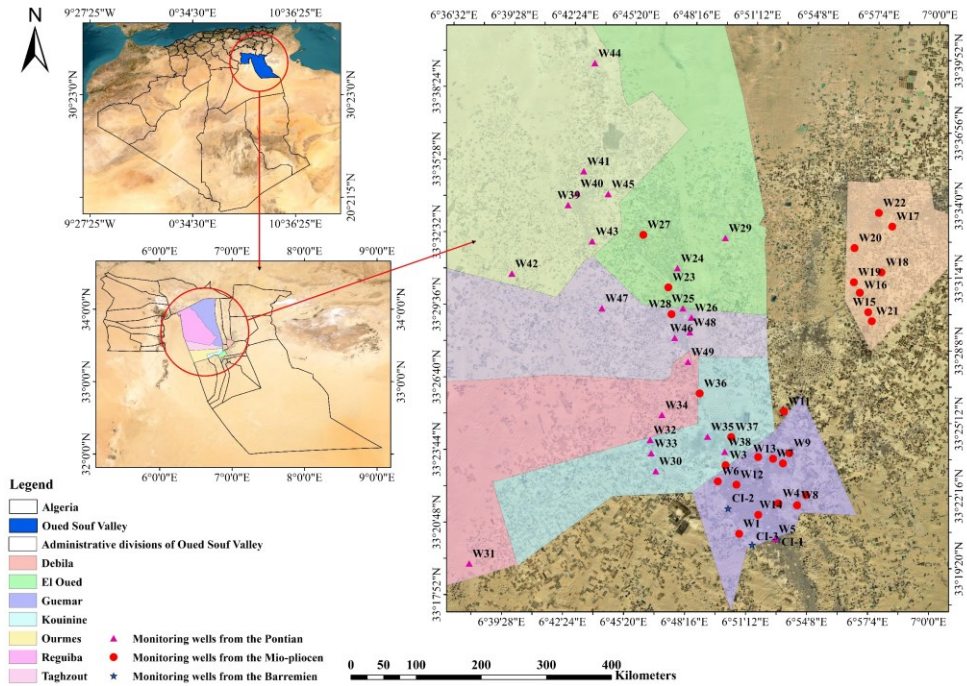 N
9°27'25"W 0°34'30"E 10°36'25"E
30°23'0"N
20°21'5"N
30°23'0"N
20°21'5"N
9°27'25"W 0°34'30"E 10°36'25"E
6°0'0"E 7°0'0"E 8°0'0"E 9°0'0"E
34°0'0"N
33°0'0"N
32°0'0"N
34°0'0"N
33°0'0"N
32°0'0"N
6°0'0"E 7°0'0"E 8°0'0"E 9°0'0"E
6°36'32"E 6°39'28"E 6°42'24"E 6°45'20"E 6°48'16"E 6°51'12"E 6°54'8"E 6°57'4"E 7°0'0"E
33°38'24"N
33°35'28"N
33°32'32"N
33°26'40"N
33°23'44"N
33°20'48"N
33°17'52"N
33°39'52"N
33°36'56"N
33°34'0"N
33°31'4"N
33°28'8"N
33°25'12"N
33°22'16"N
33°19'20"N
W44
W41
W40 W45
W39
W22
W17
W27
W29
W43
W20
W42
W24
W18
W23
W19
W16
W47
W25
W26
W15
W28
W48
W21
W46
W49
W36
W11
W34
W32
W35 W37
W33
W38
W13
W9
W3
W30
W6
W12
CI-2
W4
W8
W14
W1
W5
CI-3
CI-1
W31
6°39'28"E 6°42'24"E 6°45'20"E 6°48'16"E 6°51'12"E 6°54'8"E 6°57'4"E 7°0'0"E
Legend
Algeria
Oued Souf Valley
Administrative divisions of Oued Souf Valley
Debila
El Oued
Guemar
Kouinine
Ourmes
Reguiba
Taghzout
Monitoring wells from the Pontian
Monitoring wells from the Mio-pliocen
Monitoring wells from the Barremien
0 25 50 100 200 300 400
Kilometers